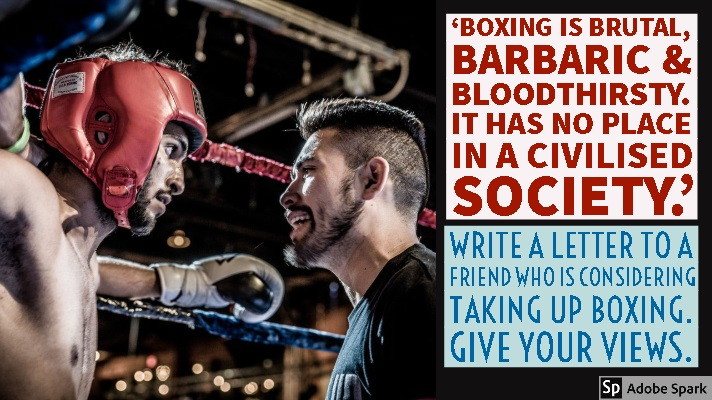 ‘BOXING IS BRUTAL,
BARBARIC &
BLOODTHIRSTY.
IT HAS NO PLACE
IN A CIVILISED
SOCIETY.’
WRITE A LETTER TO A
FRIEND WHO IS CONSIDERING
TAKING UP BOXING.
GIVE YOUR VIEWS.
Sp Adobe Spark